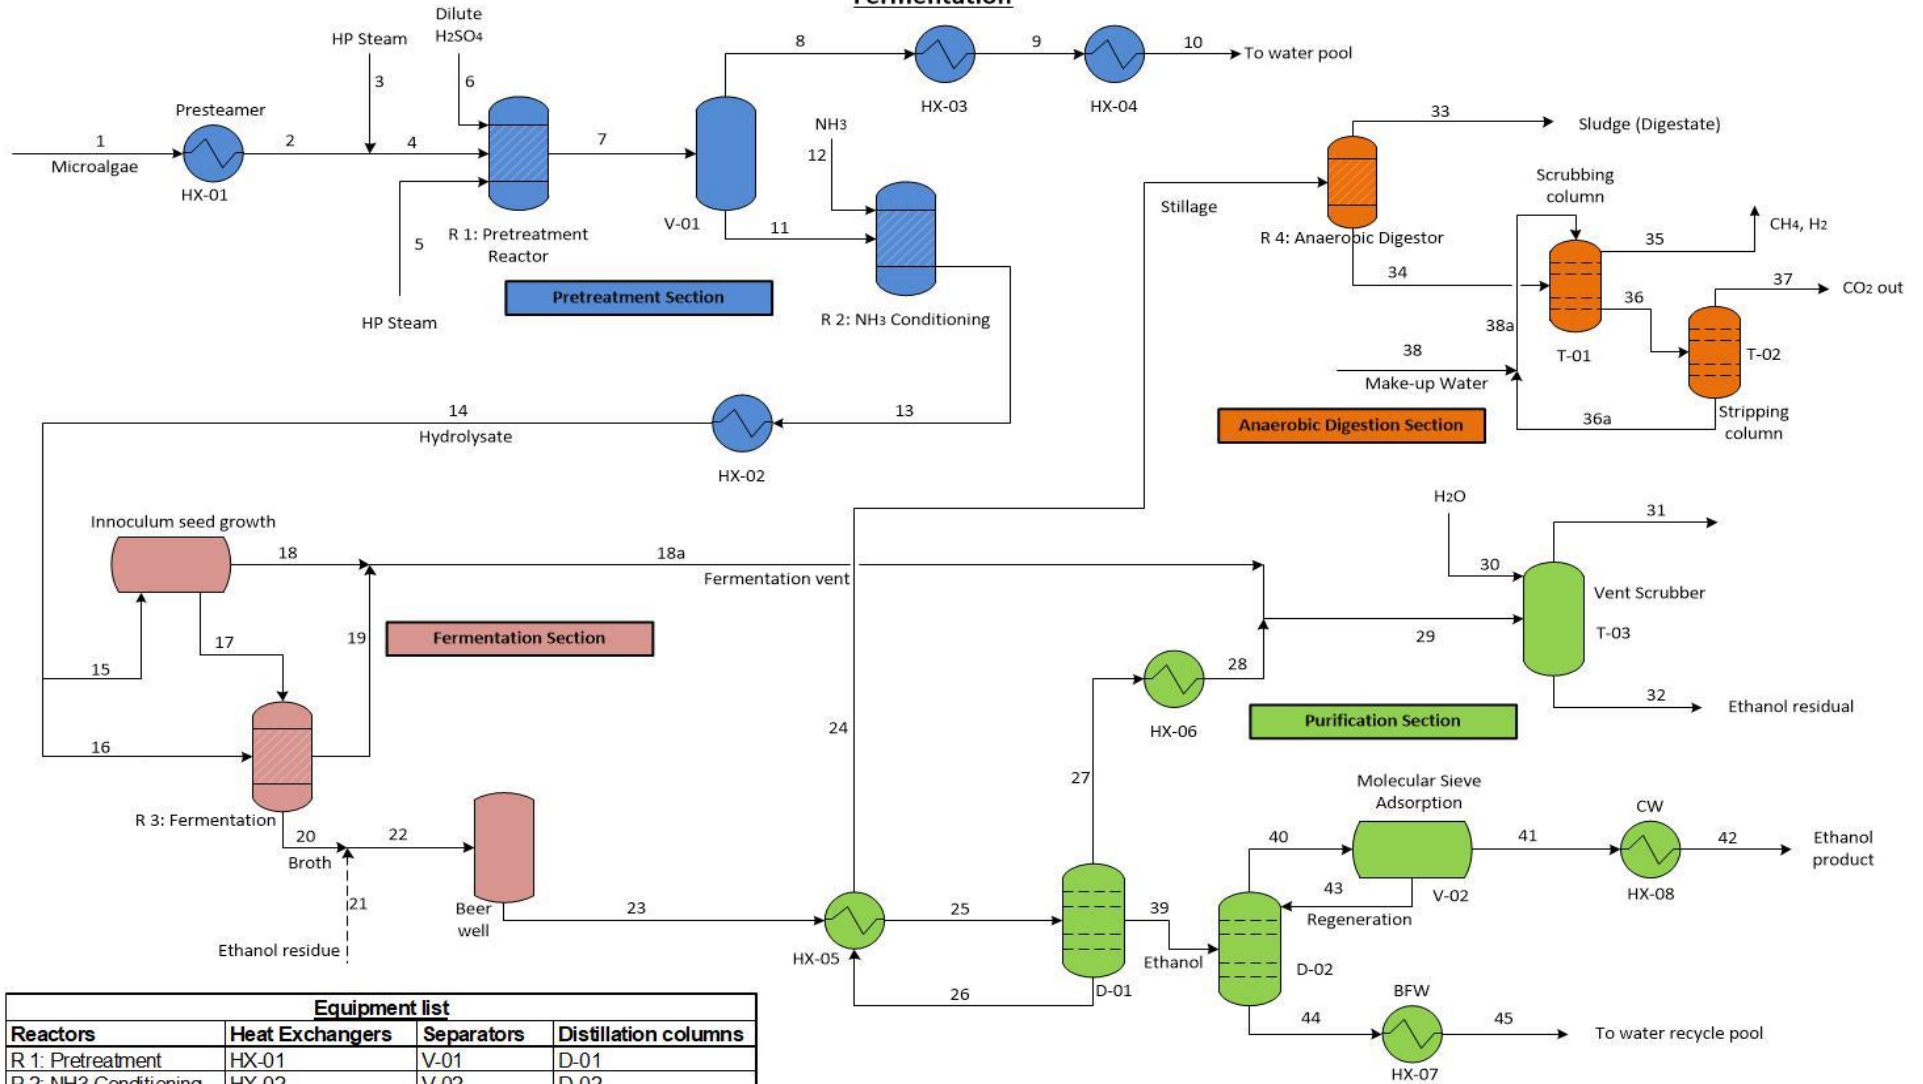 Fermentation
Dilute
H2SO4
HP Steam
3
6
8
9
10
To water pool
HX-03
HX-04
Presteamer
1
Microalgae
2
4
7
HX-01
5
HP Steam
R 1: Pretreatment
Reactor
V-01
11
NH3
12
R 2: NH3 Conditioning
Pretreatment Section
33
Sludge (Digestate)
Stillage
R 4: Anaerobic Digestor
Scrubbing
column
34
35
CH4, H2
36
37
CO2 out
38a
T-01
T-02
38
Make-up Water
36a
Stripping
column
Anaerobic Digestion Section
14
Hydrolysate
13
HX-02
Innoculum seed growth
18
18a
Fermentation vent
15
17
19
Fermentation Section
16
R 3: Fermentation
20
Broth
22
21
Ethanol residue
Beer
well
23
24
HX-05
25
26
27
HX-06
28
29
H2O
30
31
Vent Scrubber
T-03
32
Ethanol residual
Purification Section
D-01
39
Ethanol
D-02
40
Molecular Sieve
Adsorption
43
Regeneration
V-02
41
CW
HX-08
42
Ethanol
product
44
BFW
HX-07
45
To water recycle pool
Equipment list
Reactors Heat Exchangers Separators Distillation columns
R 1: Pretreatment HX-01 V-01 D-01
R 2: NH3 Conditioning HX-02 V-02 D-02